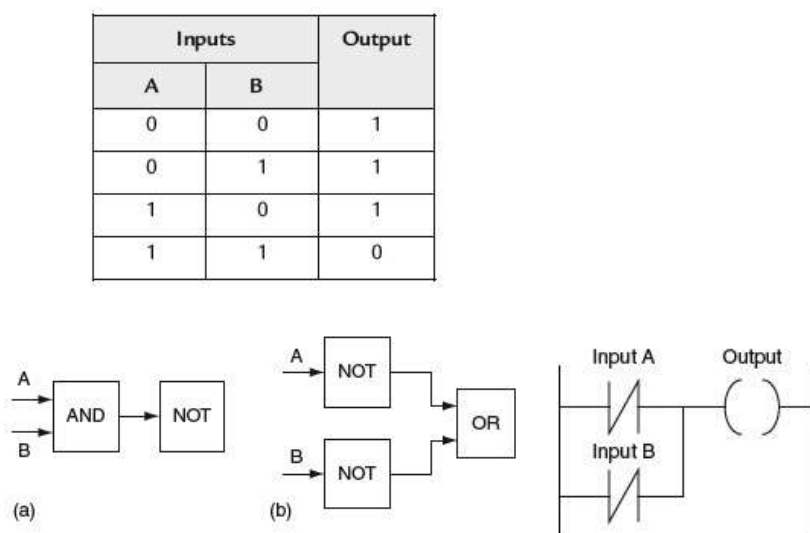 Inputs Output
A B
0 0 1
0 1 1
1 0 1
1 1 0
A
AND NOT
B
(a)
A
NOT
OR
B
NOT
(b)
Input A Output
Input B